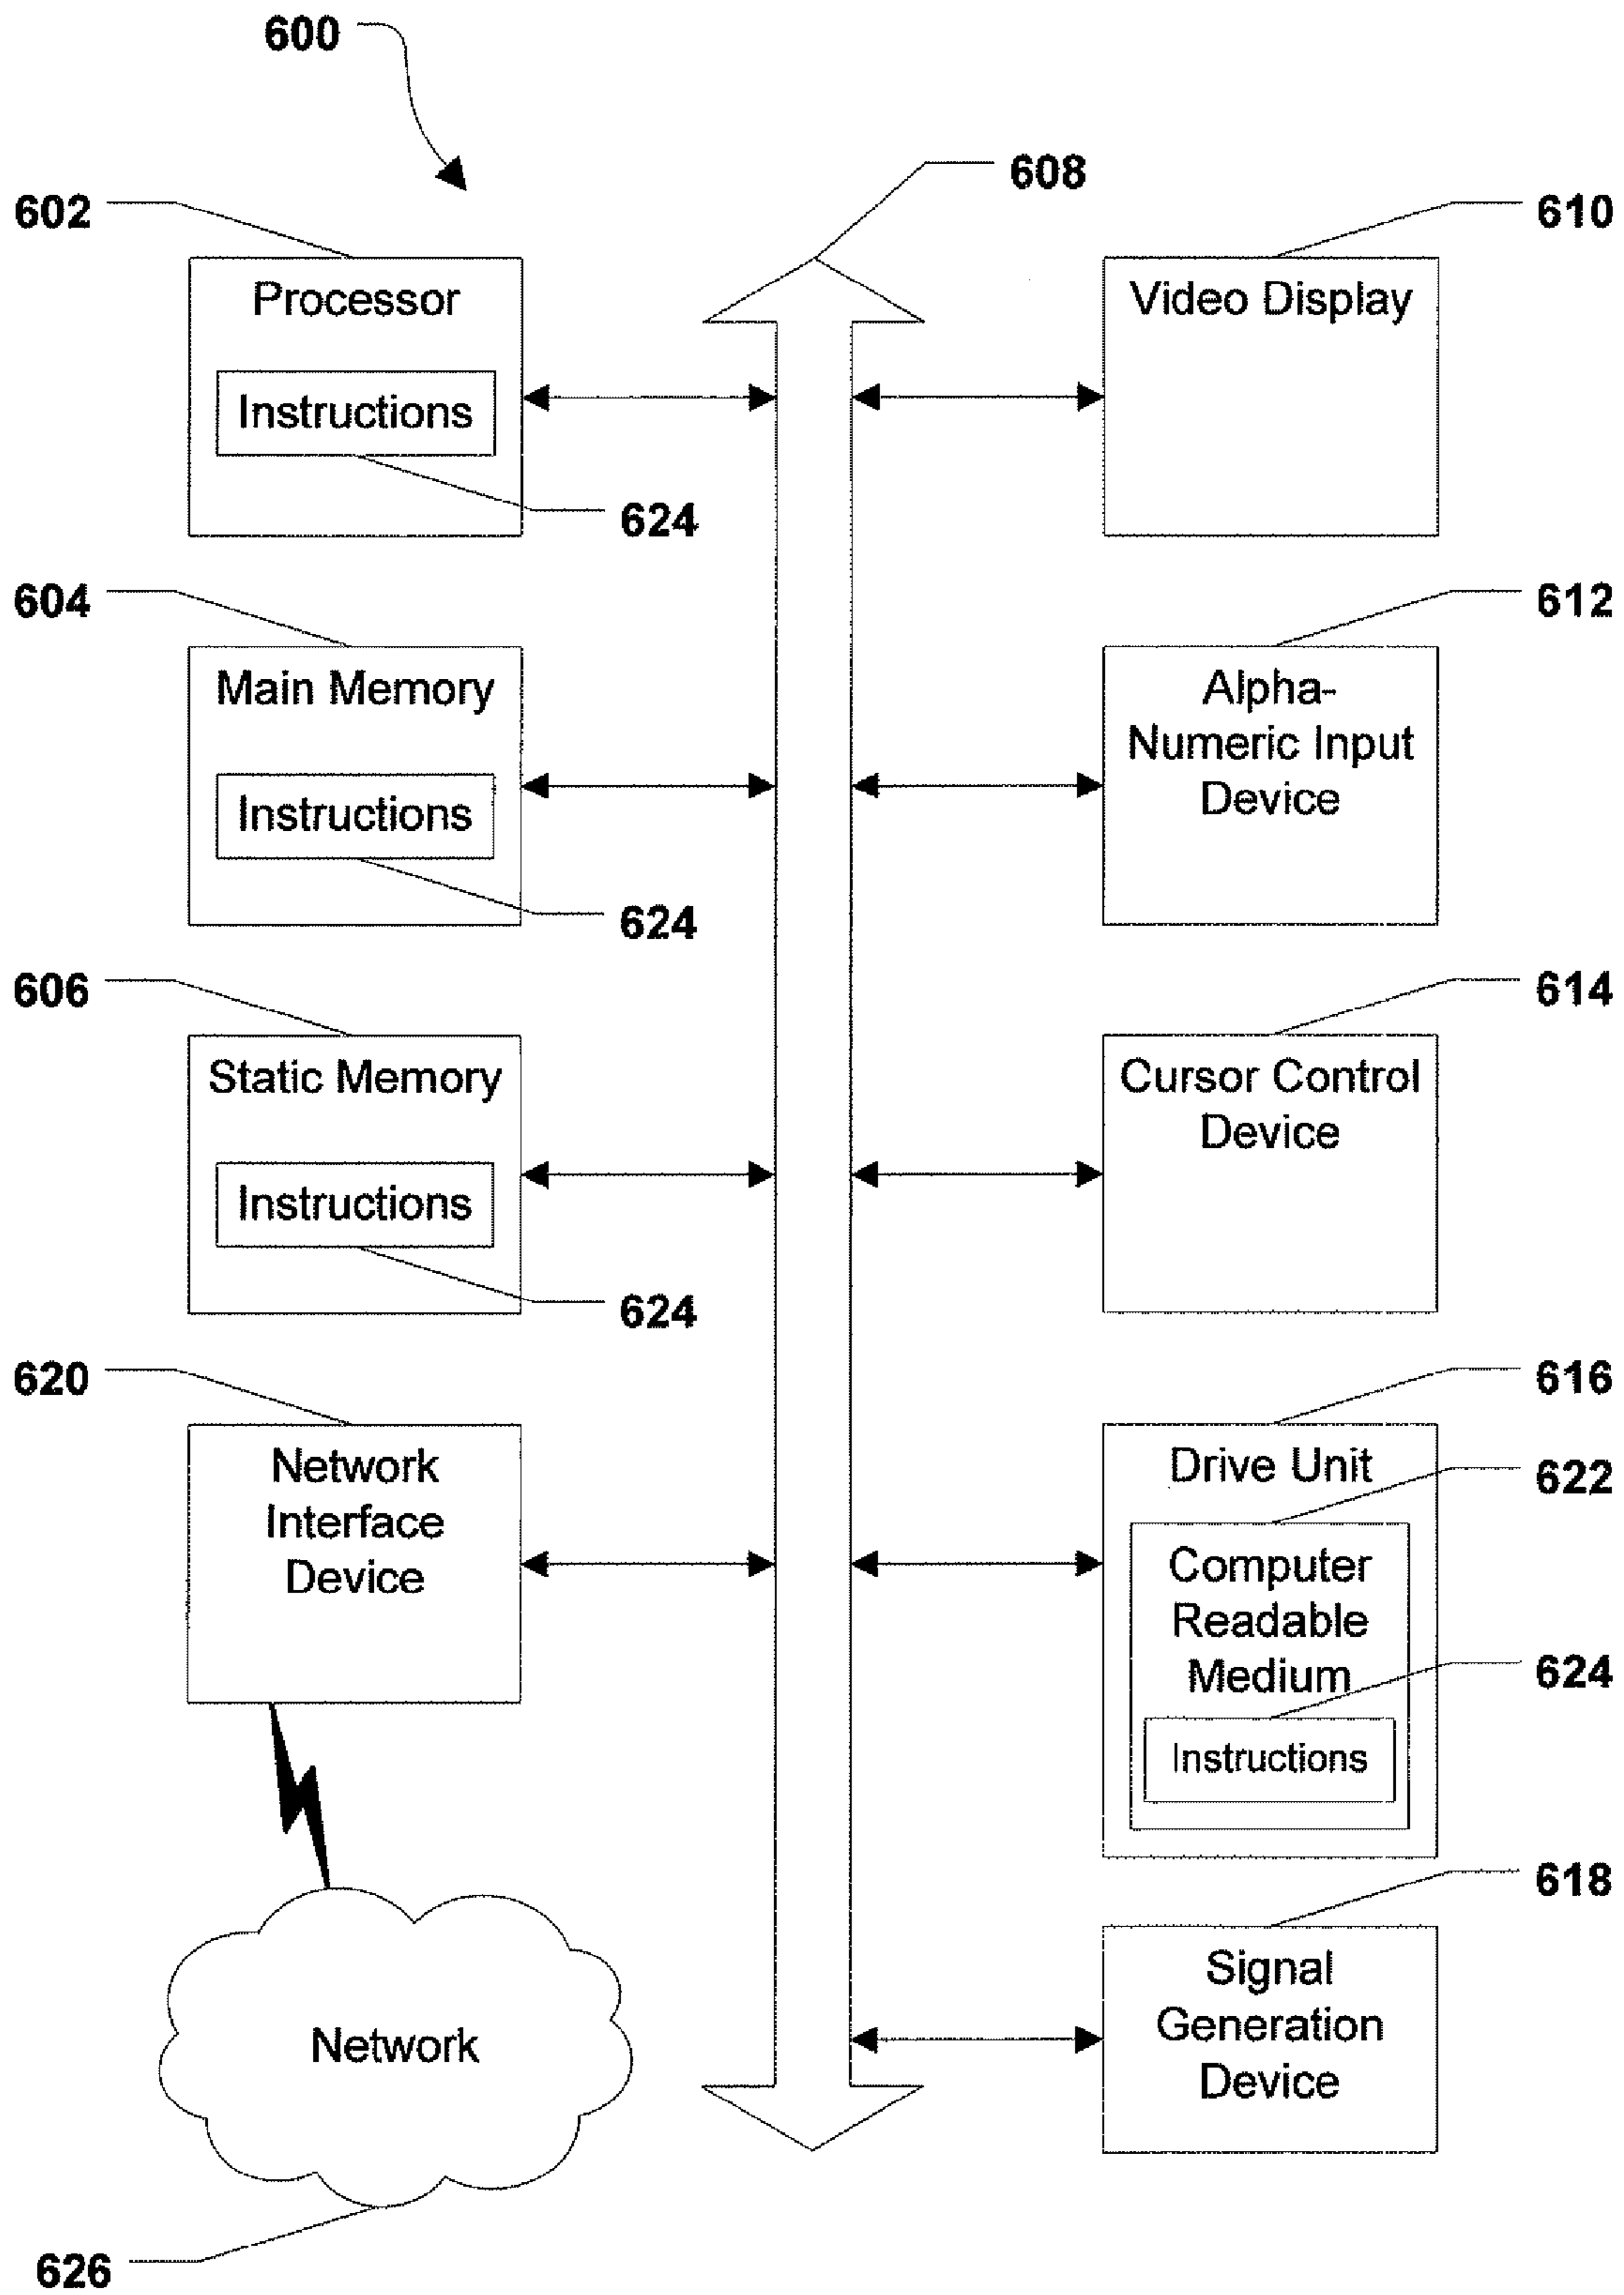 600
608
602
Processor
Instructions
624
610
Video Display
604
Main Memory
Instructions
624
612
Alpha-
Numeric Input
Device
606
Static Memory
Instructions
624
614
Cursor Control
Device
620
Network
Interface
Device
616
Drive Unit
622
Computer
Readable
Medium
624
Instructions
618
Signal
Generation
Device
Network
626